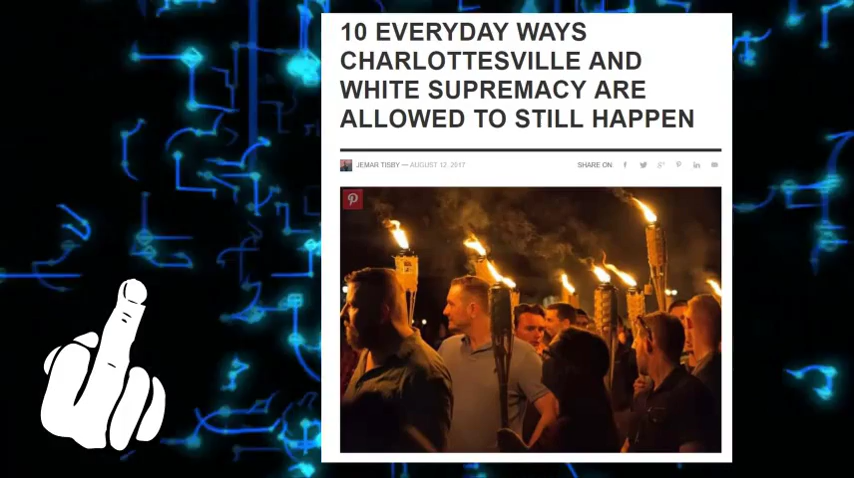 10 EVERYDAY WAYS
CHARLOTTESVILLE AND
WHITE SUPREMACY ARE
ALLOWED TO STILL HAPPEN
JEMAR TISBY — AUGUST 12, 2017
SHARE ON: